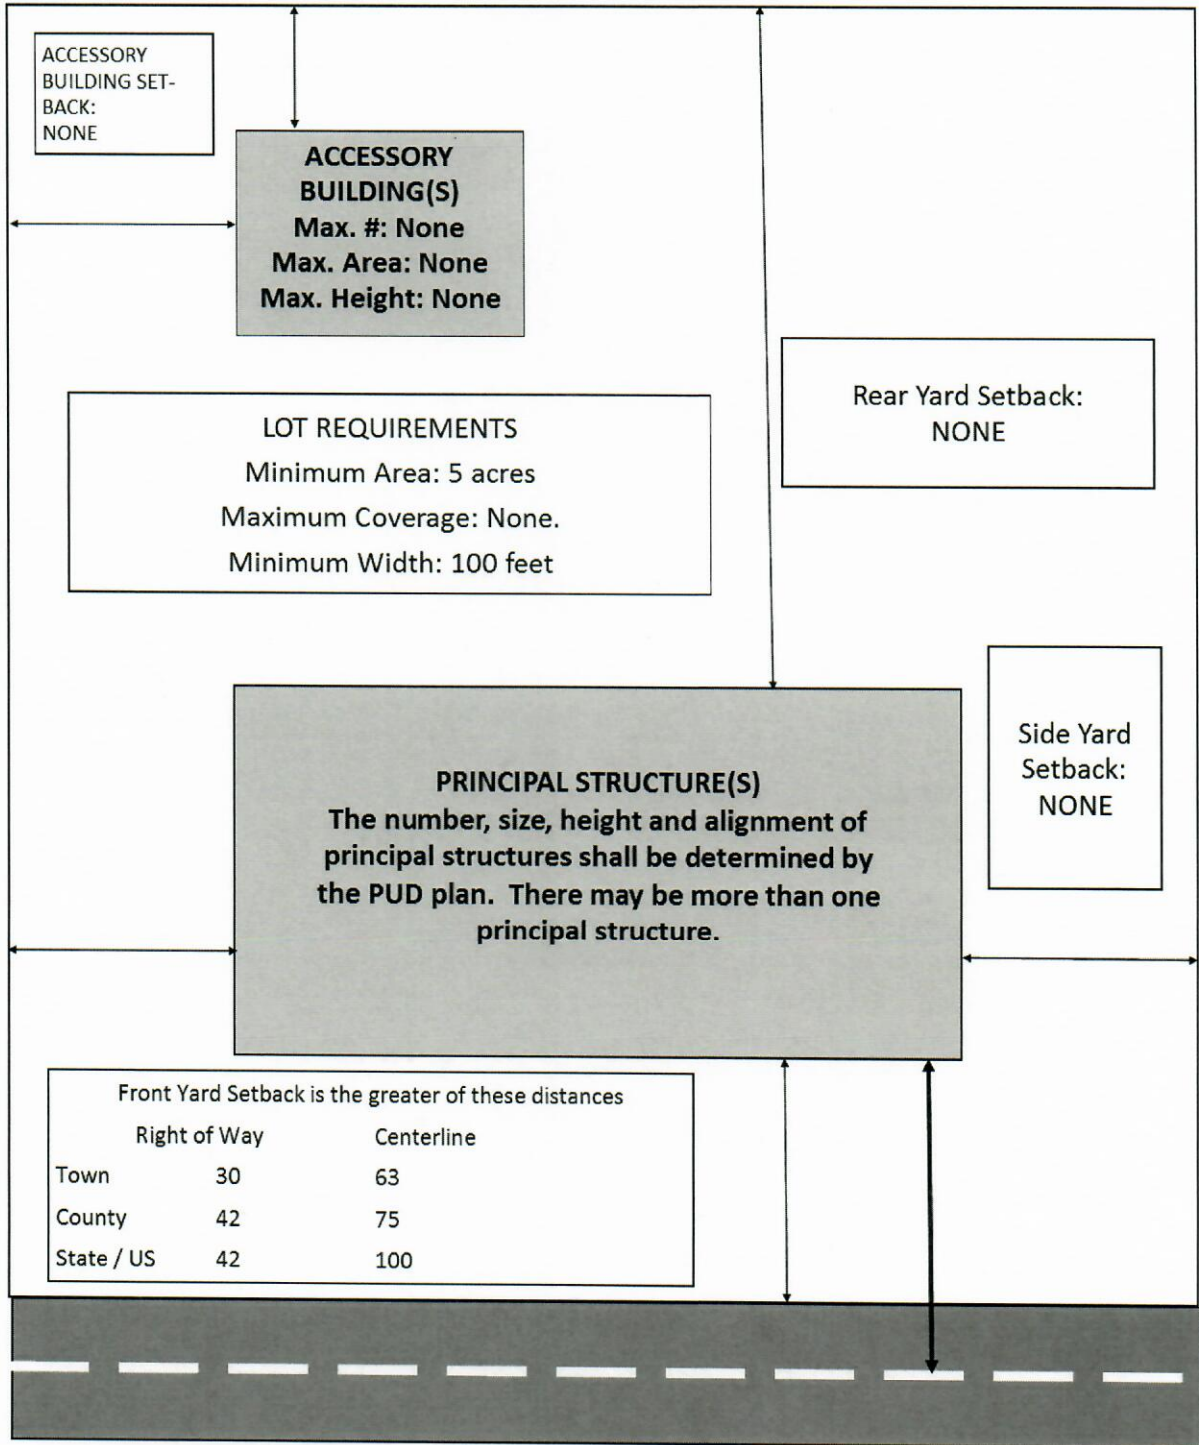 ACCESSORY
BUILDING SET-
BACK:
NONE
ACCESSORY
BUILDING(S)
Max. #: None
Max. Area: None
Max. Height: None
Rear Yard Setback:
NONE
LOT REQUIREMENTS
Minimum Area: 5 acres
Maximum Coverage: None.
Minimum Width: 100 feet
Side Yard
Setback:
NONE
PRINCIPAL STRUCTURE(S)
The number, size, height and alignment of
principal structures shall be determined by
the PUD plan. There may be more than one
principal structure.
Front Yard Setback is the greater of these distances
Right of Way Centerline
Town 30 63
County 42 75
State / US 42 100